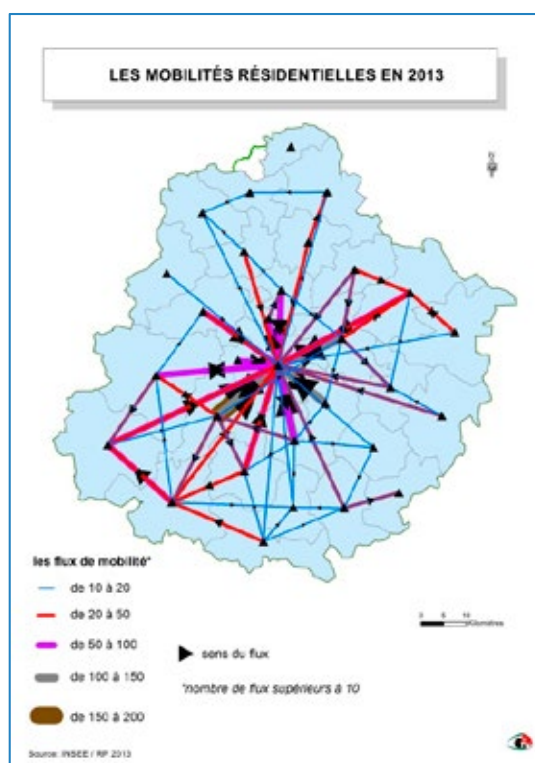 LES MOBILITÉS RÉSIDENTIELLES EN 2013
les flux de mobilité*
de 10 à 20
de 20 à 50
de 50 à 100
de 100 à 150
de 150 à 200
sens du flux
*nombre de flux supérieurs à 10
Kilomètres
Source: INSEE / RP 2013